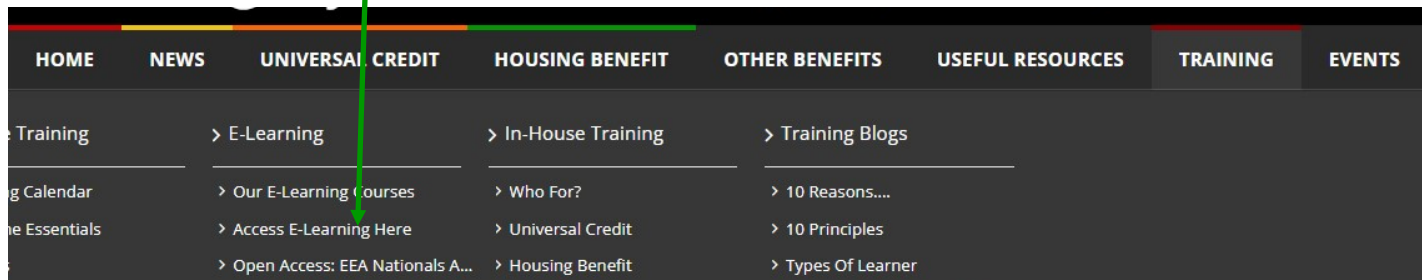 HOME NEWS UNIVERSAL CREDIT HOUSING BENEFIT OTHER BENEFITS USEFUL RESOURCES TRAINING EVENTS
Training > E-Learning > In-House Training > Training Blogs
Calendar > Our E-Learning Courses > Who For? > 10 Reasons....
Essentials > Access E-Learning Here > Universal Credit > 10 Principles
> Open Access: EEA Nationals A... > Housing Benefit > Types Of Learner